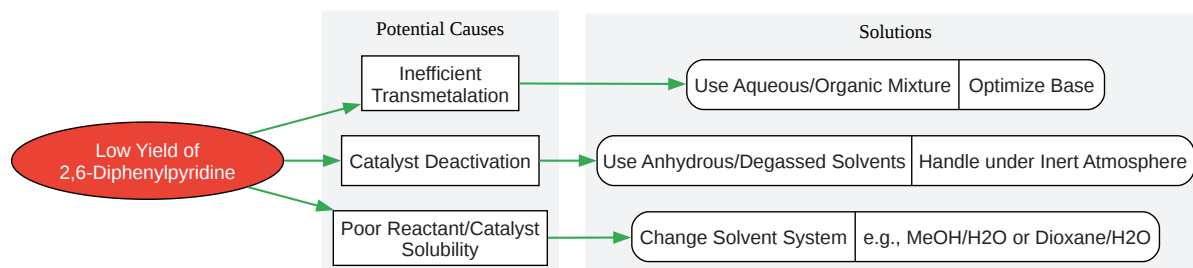 Potential Causes
Solutions
Inefficient
Transmetalation
Use Aqueous/Organic Mixture
Optimize Base
Low Yield of
2,6-Diphenylpyridine
Catalyst Deactivation
Use Anhydrous/Degassed Solvents
Handle under Inert Atmosphere
Poor Reactant/Catalyst
Solubility
Change Solvent System
e.g., MeOH/H2O or Dioxane/H2O